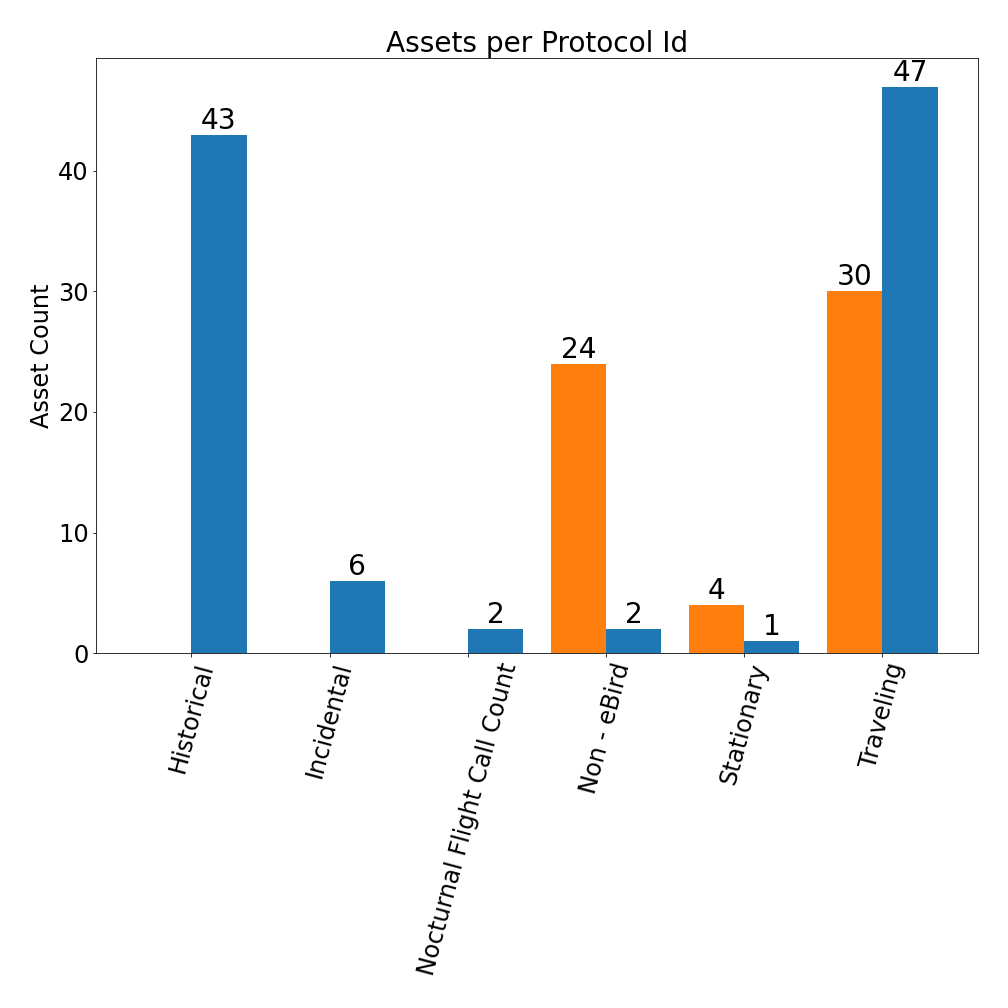 Assets per Protocol Id
Asset Count
40
30
20
10
0
43
6
2
24
2
4
1
30
47
Historical
Incidental
Nocturnal Flight Call Count
Non - eBird
Stationary
Traveling